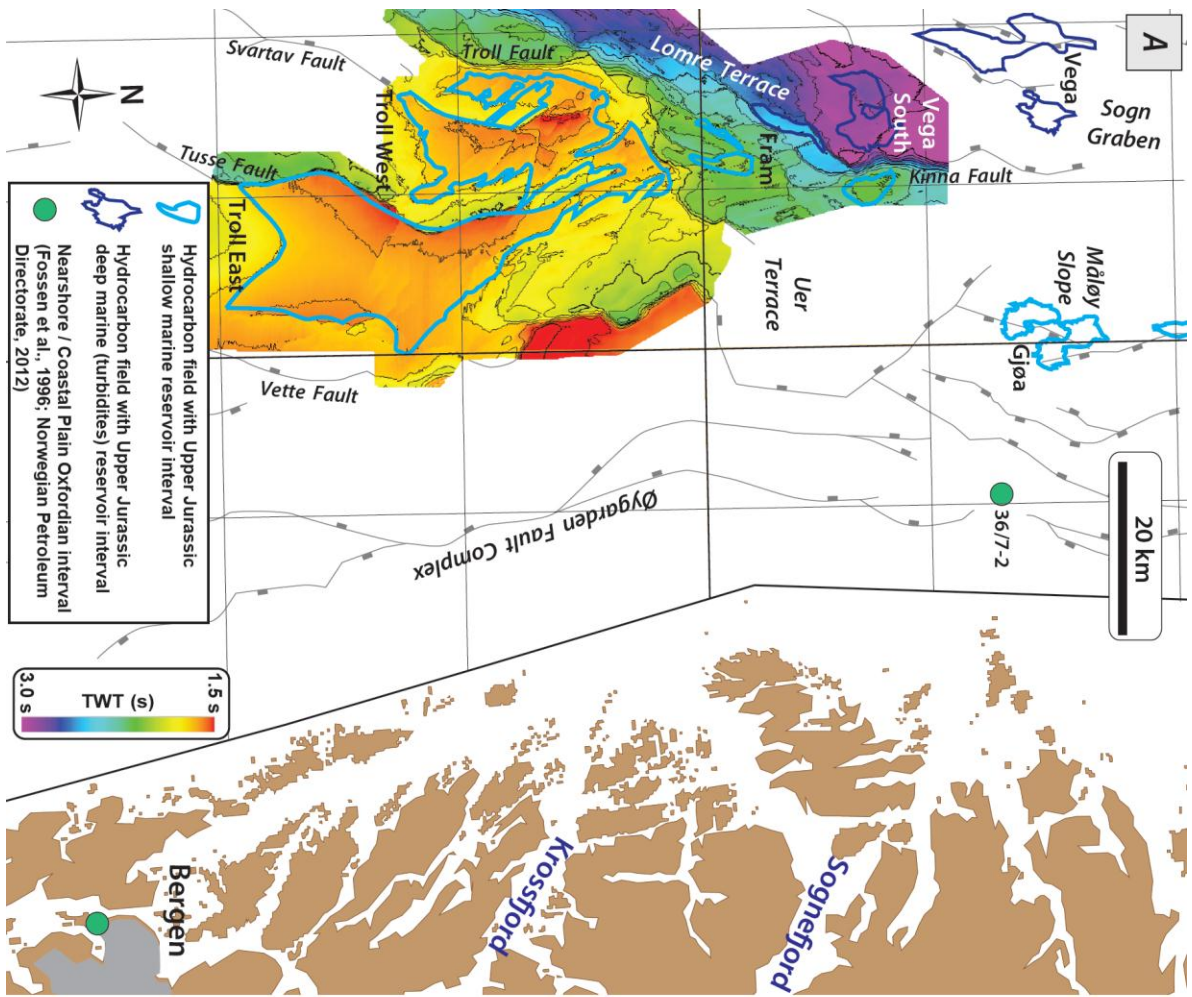 A
Vega
Sogn
Graben
Svartav Fault
Troll Fault
Lomre Terrace
Vega
South
Kinna Fault
Fram
Troll West
Tusse Fault
Troll East
Uer
Terrace
Måløy
Slope
Gjøa
Vette Fault
Øygarden Fault Complex
36/7-2
20 km
N
Hydrocarbon field with Upper Jurassic
shallow marine reservoir interval
Hydrocarbon field with Upper Jurassic
deep marine (turbidites) reservoir interval
Nearshore / Coastal Plain Oxfordian interval
(Fossen et al., 1996; Norwegian Petroleum
Directorate, 2012)
1.5 s
TWT (s)
3.0 s
Sognefjord
Krossfjord
Bergen